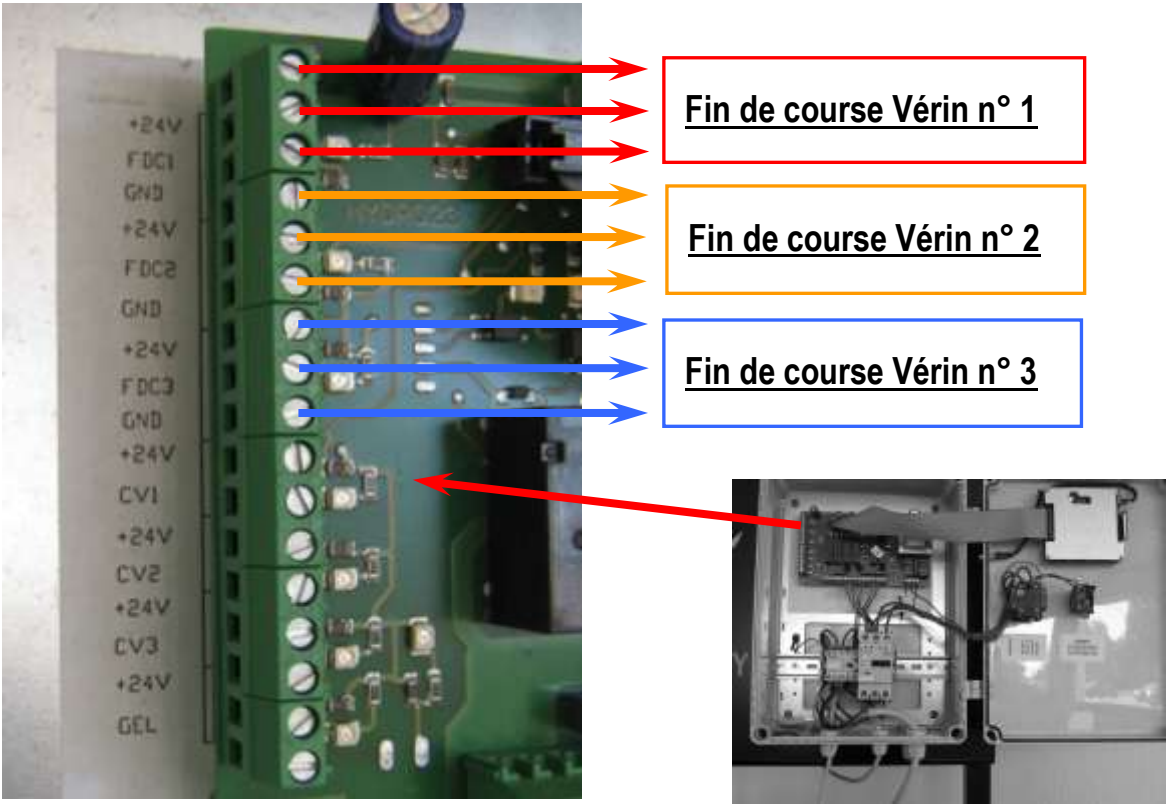 +24V
FDC1
GND
+24V
FDC2
GND
+24V
FDC3
GND
+24V
CV1
+24V
CV2
+24V
CV3
+24V
GEL
Fin de course Vérin n° 1
Fin de course Vérin n° 2
Fin de course Vérin n° 3